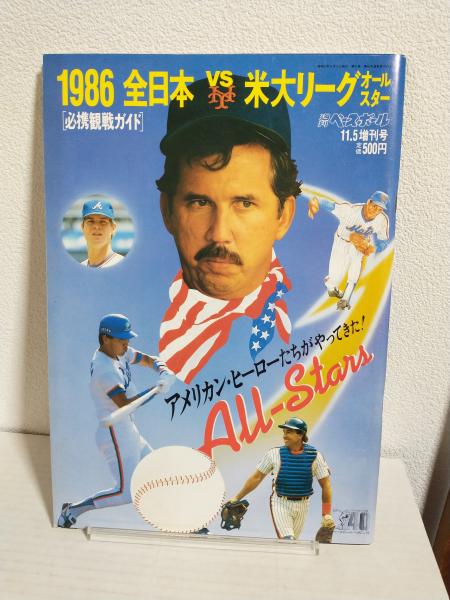 1986 全日本 VS 米大リーグオールスター
[必携観戦ガイド]
週刊ベースボール
11.5増刊号
定価500円
アメリカン・ヒーローたちがやってきた!
All-Stars